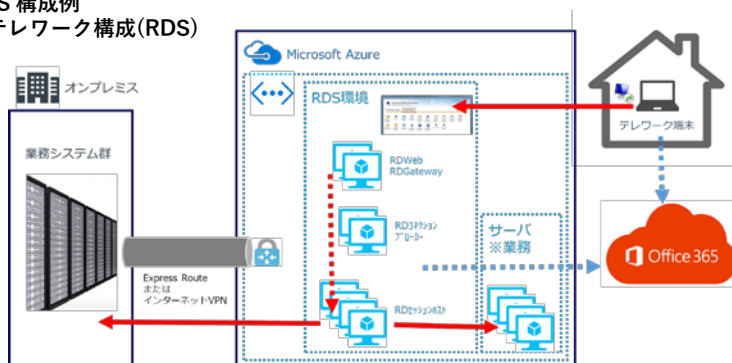 S 構成例
テレワーク構成(RDS)
Microsoft Azure
オンプレミス
RDS環境
テレワーク端末
業務システム群
RDWeb
RDGateway
RDコネクション
ブローカー
サーバ
※業務
Office 365
Express Route
または
インターネットVPN
RDセッションホスト